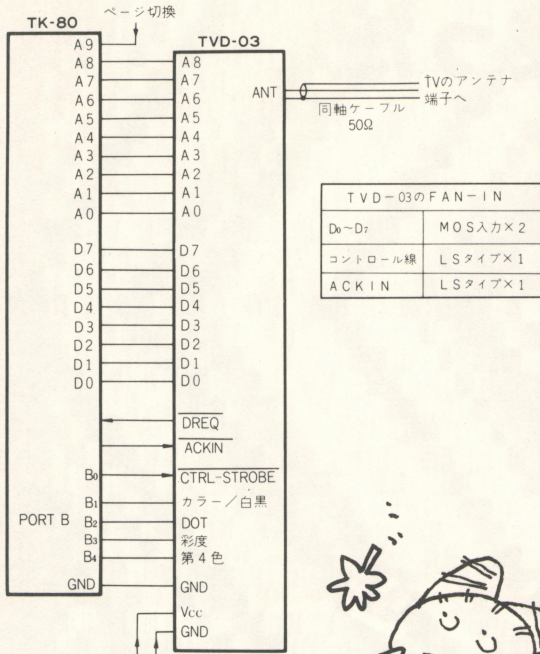 ページ切換
TK-80
TVD-03
A9
A8 A8
A7 A7
A6 A6
A5 A5
A4 A4
A3 A3
A2 A2
A1 A1
A0 A0
D7 D7
D6 D6
D5 D5
D4 D4
D3 D3
D2 D2
D1 D1
D0 D0
DREQ
ACKIN
B0 CTRL-STROBE
B1 カラー/白黒
PORT B B2 DOT
B3 彩度
B4 第4色
GND GND
Vcc
GND
ANT
TVのアンテナ
端子へ
同軸ケーブル
50Ω
TVD-03のFAN-IN
D0~D7 MOS入力×2
コントロール線 LSタイプ×1
ACKIN LSタイプ×1